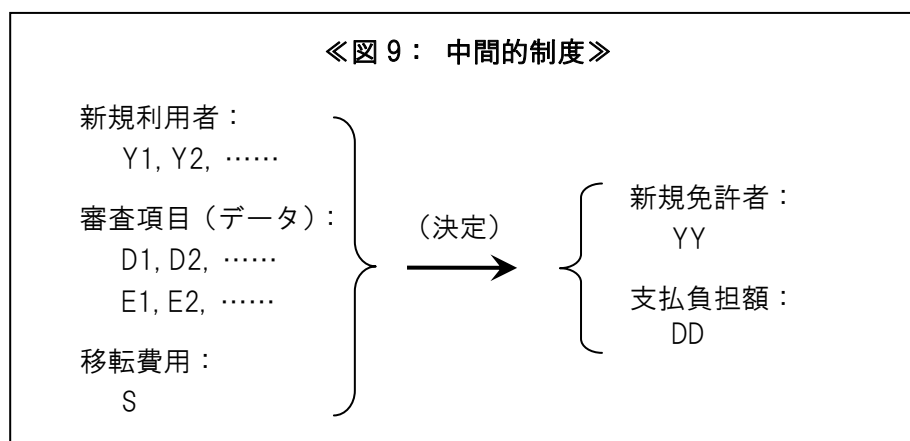 ≪図9： 中間的制度≫
新規利用者：
Y1, Y2, ……
審査項目（データ）：
D1, D2, ……
E1, E2, ……
移転費用：
S
（決定）
新規免許者：
YY
支払負担額：
DD